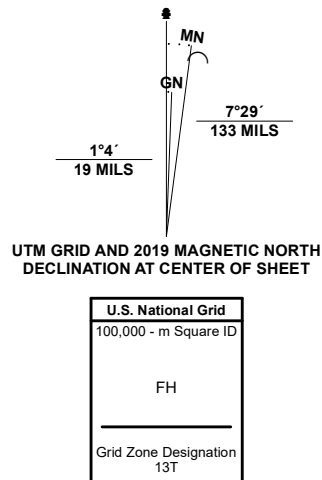 MN
GN
7°29´
133 MILS
1°4´
19 MILS
UTM GRID AND 2019 MAGNETIC NORTH
DECLINATION AT CENTER OF SHEET
U.S. National Grid
100,000 - m Square ID
FH
Grid Zone Designation
13T